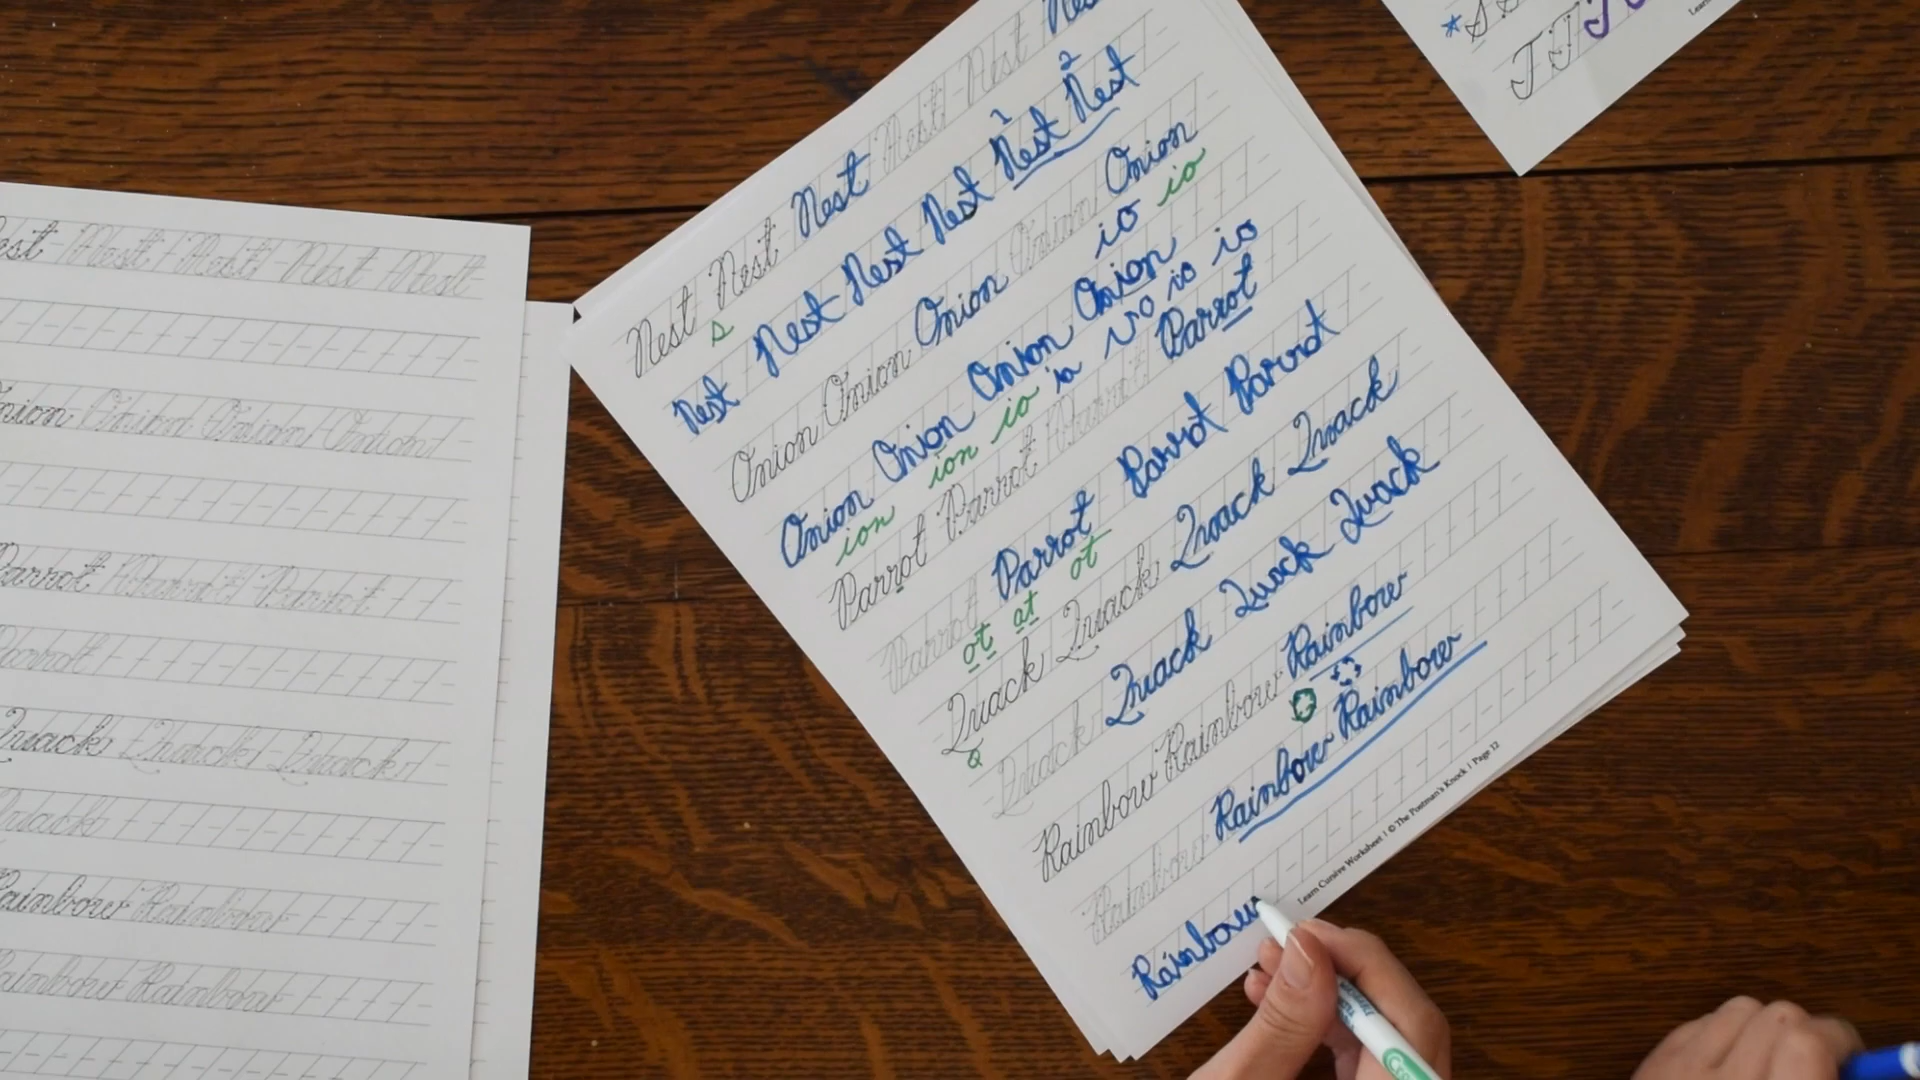 Nest Nest Nest Nest Nest
Onion Onion Onion Onion
Parrot Parrot Parrot
Parrot
Quack Quack Quack
Quack
Rainbow Rainbow
Rainbow Rainbow
Nest Nest Nest Nest Nest
s
2
1
Nest Nest Nest Nest Nest Nest
Onion Onion Onion Onion Onion
io io
Onion Onion Onion Onion
ion ion io io io io io
Parrot Parrot Parrot Parrot
Parrot Parrot Parrot Parrot
ot at ot
Quack Quack Quack Quack
Q
Quack Quack Quack Quack
Rainbow Rainbow Rainbow
Rainbow Rainbow Rainbow
Rainbow
Learn Cursive Worksheet | © The Postman's Knock | Page 12